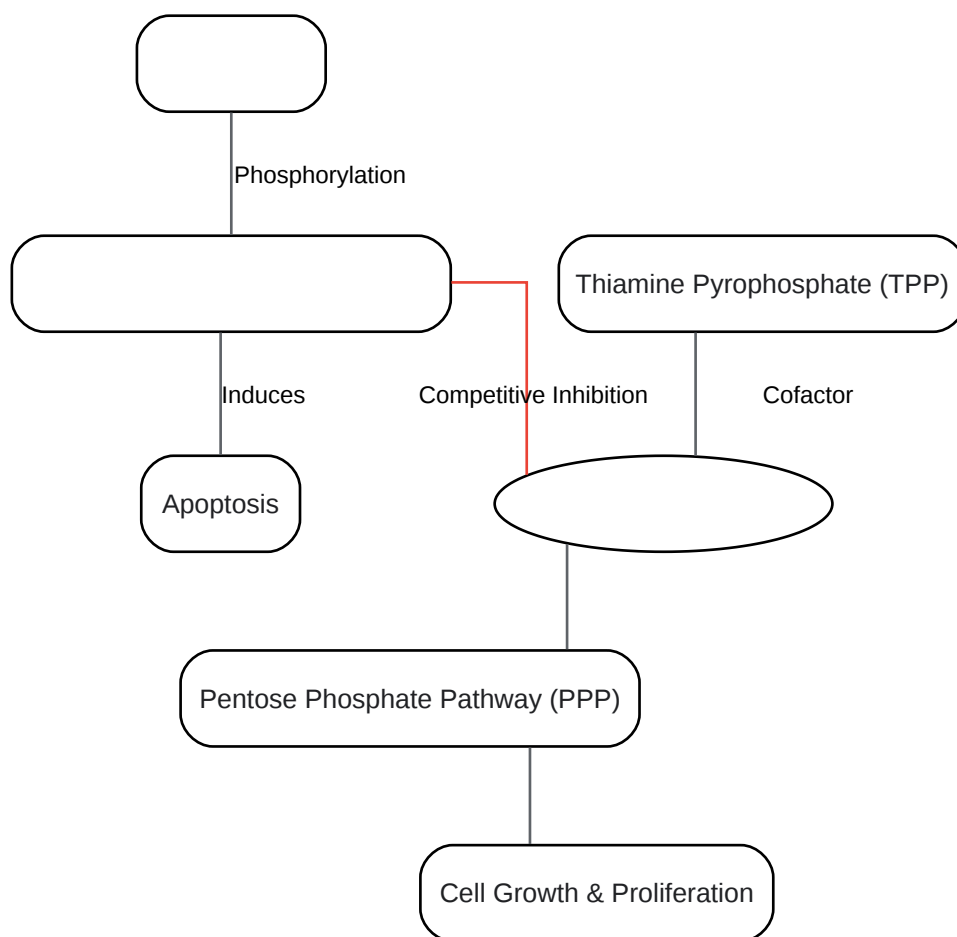 Phosphorylation
Thiamine Pyrophosphate (TPP)
Induces
Competitive Inhibition
Cofactor
Apoptosis
Pentose Phosphate Pathway (PPP)
Cell Growth & Proliferation